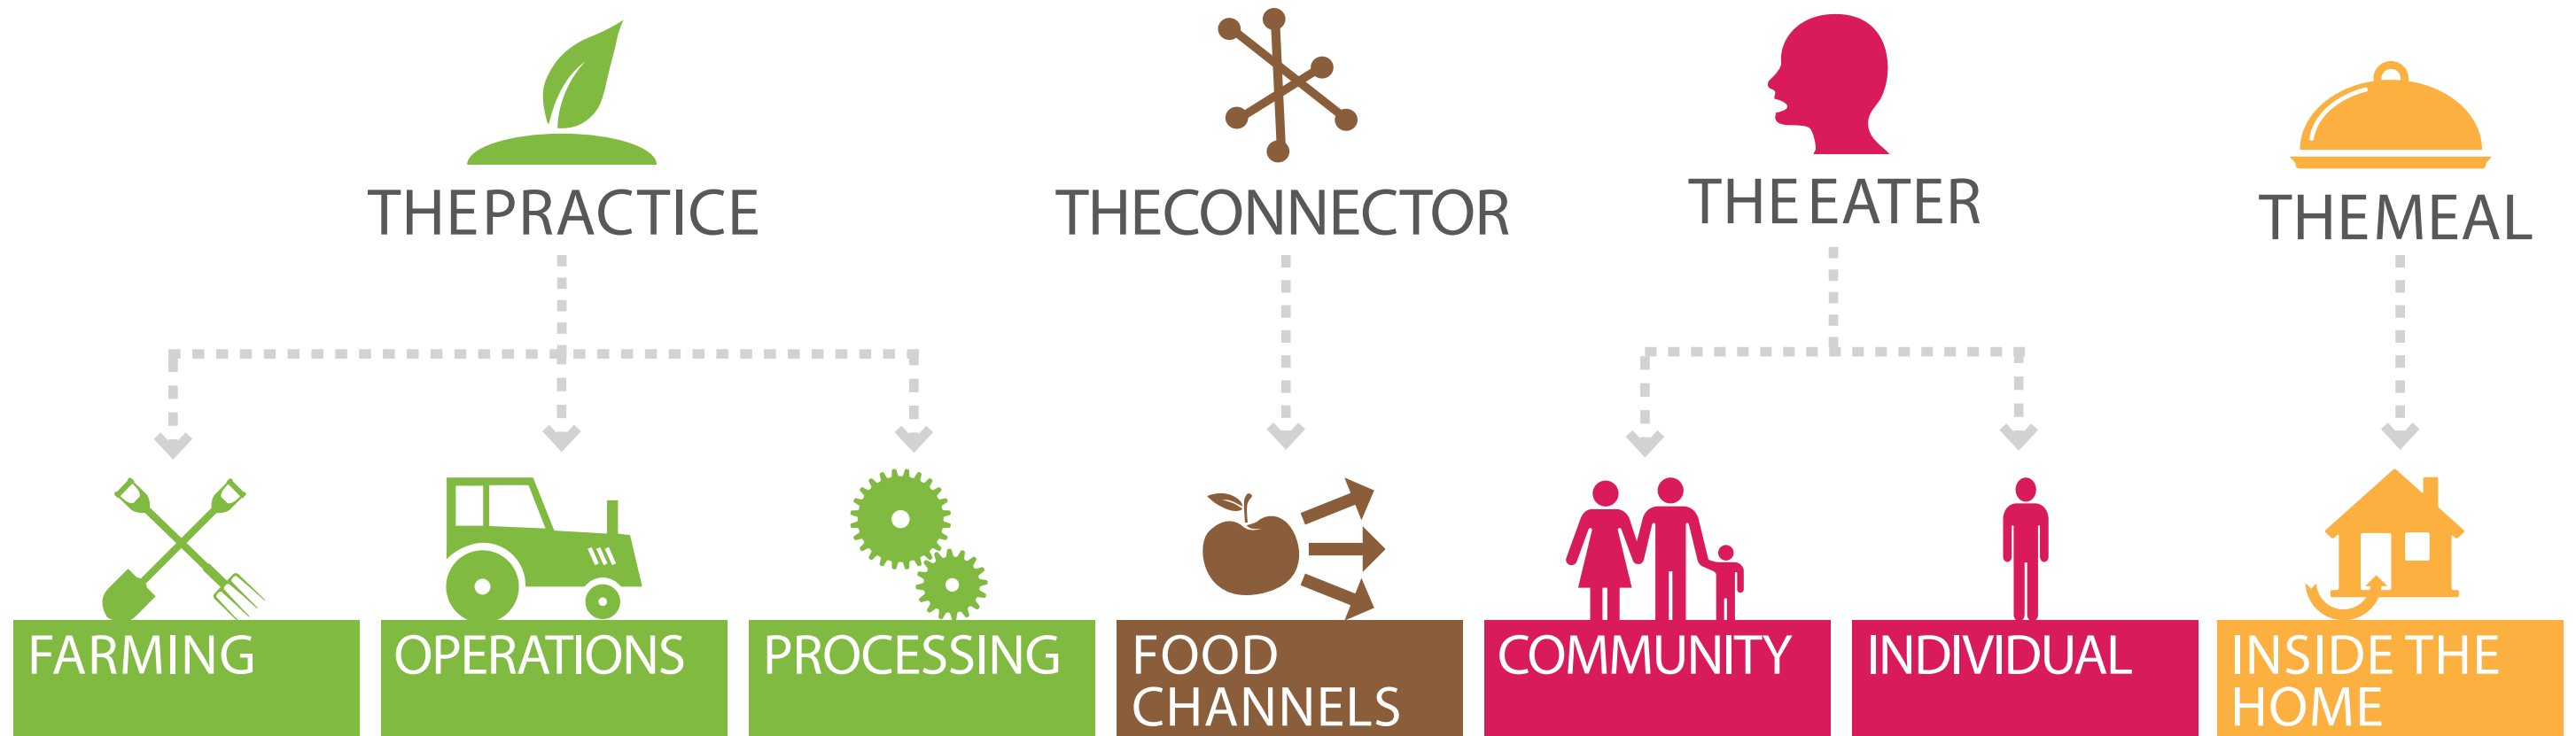 THEPRACTICE
THECONNECTOR
THE EATER
THEMEAL
FARMING
OPERATIONS
PROCESSING
FOOD
CHANNELS
COMMUNITY
INDIVIDUAL
INSIDE THE
HOME